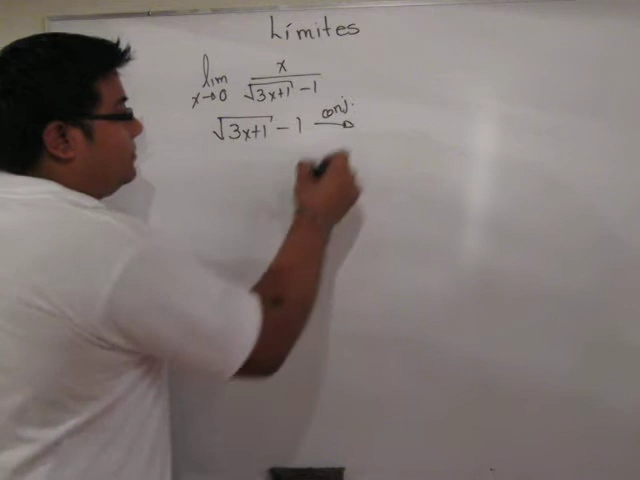 Límites
lim x→0 x/(√(3x+1) - 1)
√(3x+1) - 1 conj. →